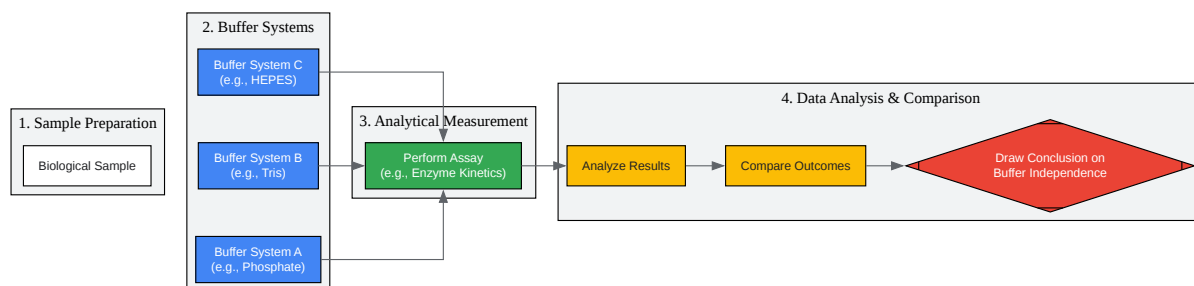 1. Sample Preparation
Biological Sample
2. Buffer Systems
Buffer System C
(e.g., HEPES)
Buffer System B
(e.g., Tris)
Buffer System A
(e.g., Phosphate)
3. Analytical Measurement
Perform Assay
(e.g., Enzyme Kinetics)
4. Data Analysis & Comparison
Analyze Results
Compare Outcomes
Draw Conclusion on
Buffer Independence